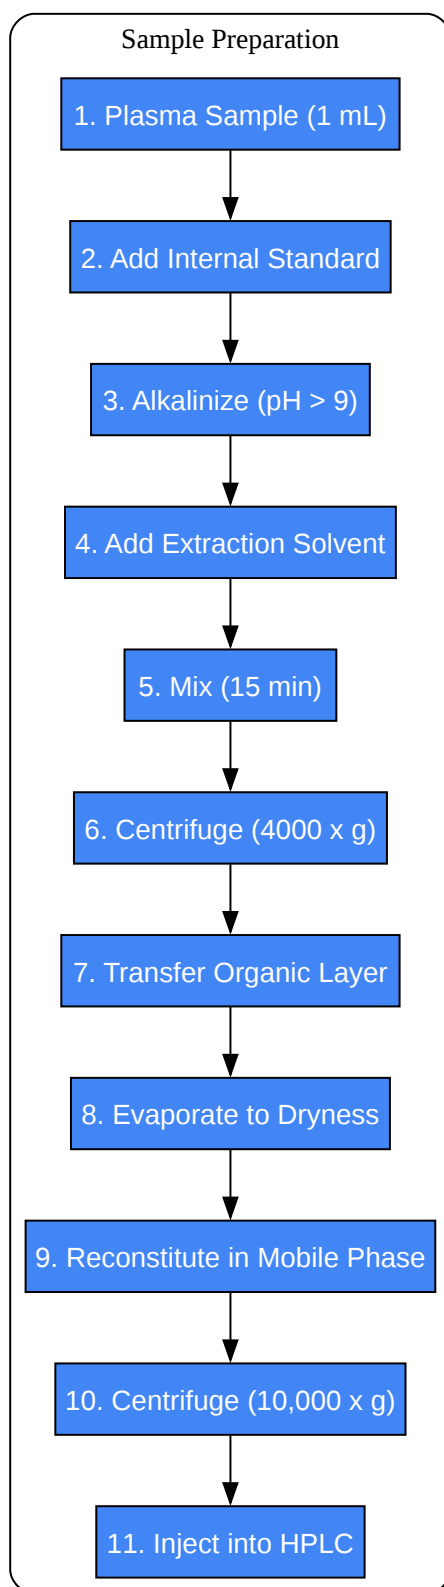 Sample Preparation
1. Plasma Sample (1 mL)
2. Add Internal Standard
3. Alkalinize (pH > 9)
4. Add Extraction Solvent
5. Mix (15 min)
6. Centrifuge (4000 x g)
7. Transfer Organic Layer
8. Evaporate to Dryness
9. Reconstitute in Mobile Phase
10. Centrifuge (10,000 x g)
11. Inject into HPLC